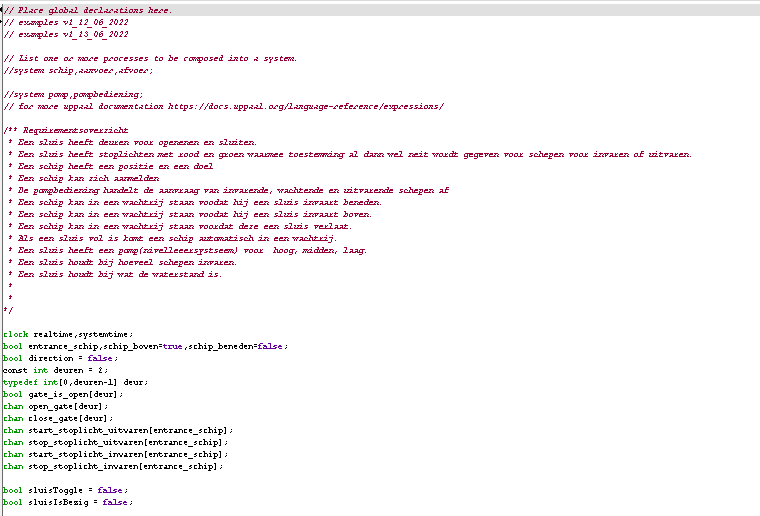 // Place global declarations here.
// examples v1_12_06_2022
// examples v1_13_06_2022
// List one or more processes to be composed into a system.
//system schip,aanvoer,afvoer;
//system pomp,pompbediening;
// for more uppaal documentation https://docs.uppaal.org/language-reference/expressions/
/** Requirementsoverzicht
* Een sluis heeft deuren voor openenen en sluiten.
* Een sluis heeft stoplichten met rood en groen waarmee toestemming al dann wel neit wordt gegeven voor schepen voor invaren of uitvaren.
* Een schip heeft een positie en een doel
* Een schip kan zich aanmelden
* De pompbediening handelt de aanvraag van invarende, wachtende en uitvarende schepen af
* Een schip kan in een wachtrij staan voodat hij een sluis invaart beneden.
* Een schip kan in een wachtrij staan voodat hij een sluis invaart boven.
* Een schip kan in een wachtrij staan voordat deze een sluis verlaat.
* Als een sluis vol is komt een schip automatisch in een wachtrij.
* Een sluis heeft een pomp(nivelleeersystseem) voor  hoog, midden, laag.
* Een sluis houdt bij hoeveel schepen invaren.
* Een sluis houdt bij wat de waterstand is.
*
*
*/
clock realtime,systemtime;
bool entrance_schip,schip_boven=true,schip_beneden=false;
bool direction = false;
const int deuren = 2;
typedef int[0,deuren-1] deur;
bool gate_is_open[deur];
chan open_gate[deur];
chan close_gate[deur];
chan start_stoplicht_uitvaren[entrance_schip];
chan stop_stoplicht_uitvaren[entrance_schip];
chan start_stoplicht_invaren[entrance_schip];
chan stop_stoplicht_invaren[entrance_schip];
bool sluisToggle = false;
bool sluisIsBezig = false;